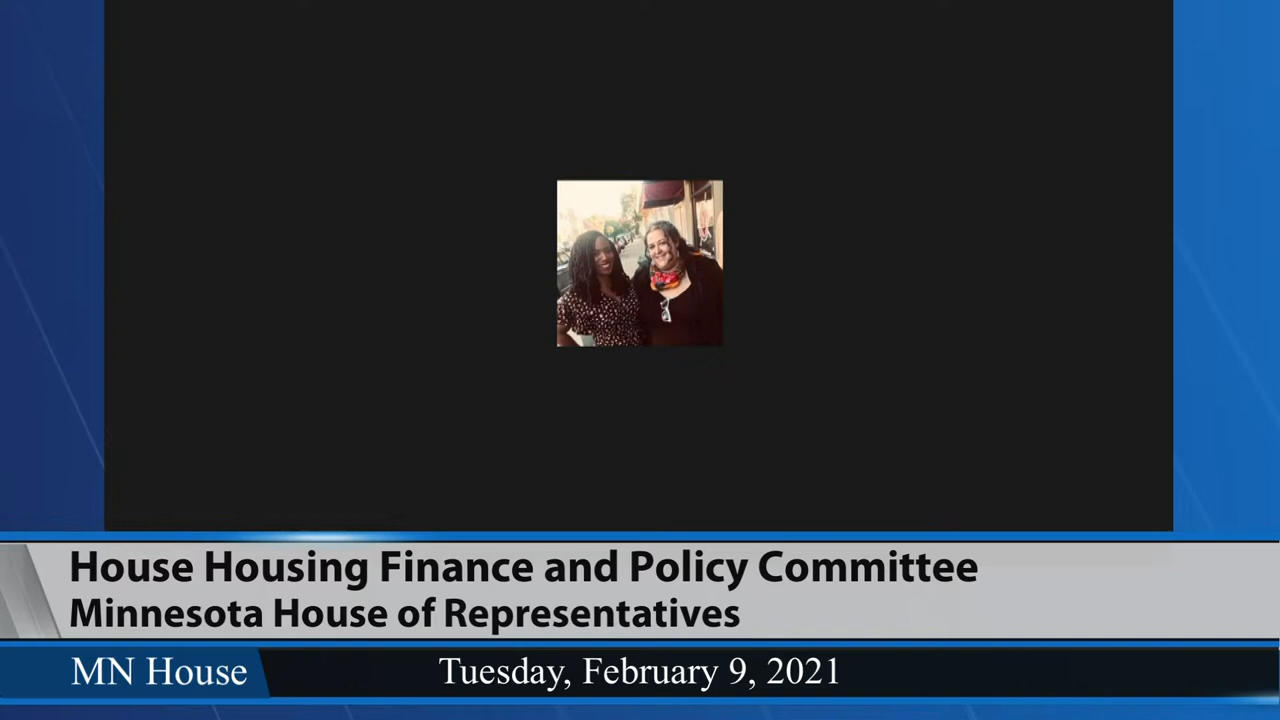 House Housing Finance and Policy Committee
Minnesota House of Representatives
MN House
Tuesday, February 9, 2021